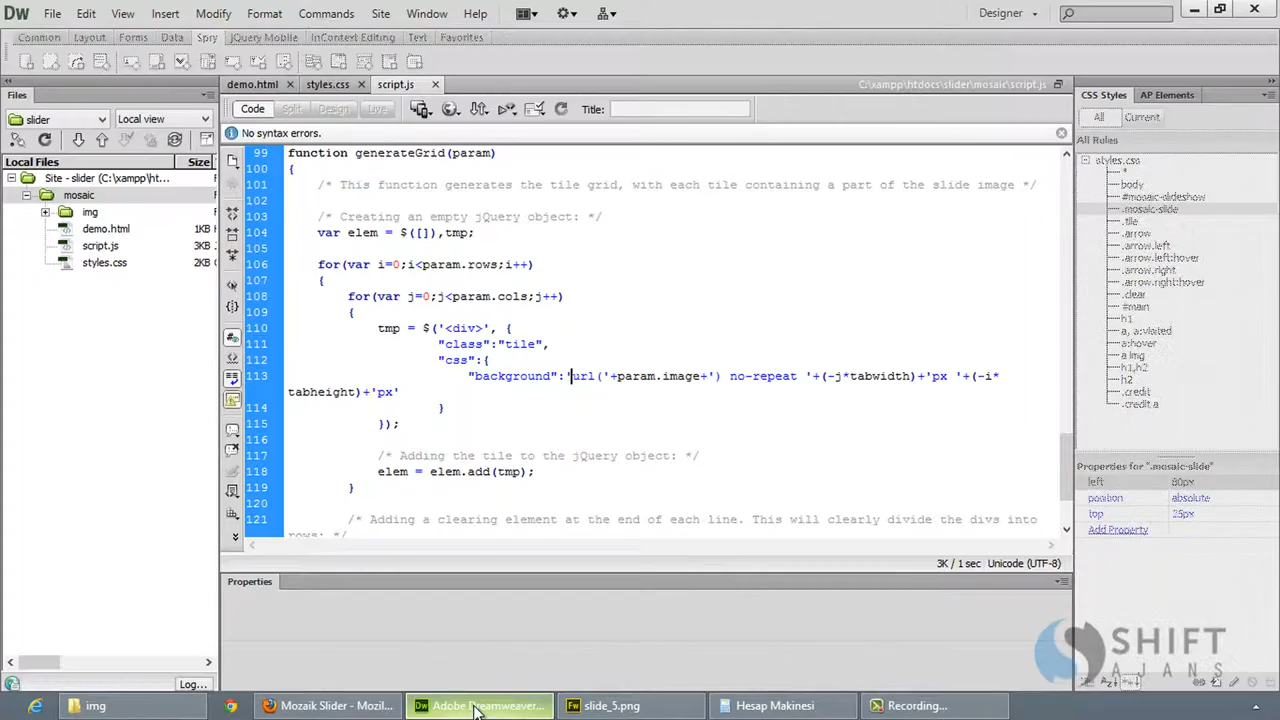 Dw File Edit View Insert Modify Format Commands Site Window Help Designer
Common Layout Forms Data Spry jQuery Mobile InContext Editing Text Favorites
Files
slider Local view
Local Files Size
Site - slider (C:\xampp\ht...
mosaic
img
demo.html 1KB
script.js 3KB
styles.css 2KB
Log...
demo.html styles.css script.js C:\xampp\htdocs\slider\mosaic\script.js
Code Split Design Live Title:
No syntax errors.
99 function generateGrid(param)
100 {
101 /* This function generates the tile grid, with each tile containing a part of the slide image */
102
103 /* Creating an empty jQuery object: */
104 var elem = $([]),tmp;
105
106 for(var i=0;i<param.rows;i++)
107 {
108 for(var j=0;j<param.cols;j++)
109 {
110 tmp = $('<div>', {
111 "class":"tile",
112 "css":{
113 "background":'url('+param.image+') no-repeat '+(-j*tabwidth)+'px '+(-i*
tabheight)+'px'
114 }
115 });
116
117 /* Adding the tile to the jQuery object: */
118 elem = elem.add(tmp);
119 }
120
121 /* Adding a clearing element at the end of each line. This will clearly divide the divs into
rows: */
3K / 1 sec Unicode (UTF-8)
Properties
CSS Styles AP Elements
All Current
All Rules
styles.css
*
body
#mosaic-slideshow
.mosaic-slide
.tile
.arrow
.arrow.left
.arrow.left:hover
.arrow.right
.arrow.right:hover
.clear
#main
h1
a, a:visited
a:hover
a img
h1
h2
.credit
.credit a
Properties for ".mosaic-slide"
left 80px
position absolute
top 25px
Add Property
SHIFT
AJANS
img Mozaik Slider - Mozil... Dw Adobe Dreamweaver... Fw slide_5.png Hesap Makinesi Recording...